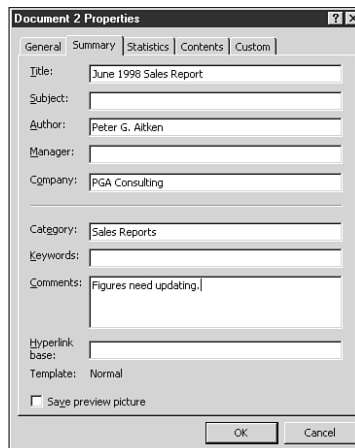 Document 2 Properties
General Summary Statistics Contents Custom
Title: June 1998 Sales Report
Subject:
Author: Peter G. Aitken
Manager:
Company: PGA Consulting
Category: Sales Reports
Keywords:
Comments: Figures need updating.
Hyperlink
base:
Template: Normal
Save preview picture
OK Cancel